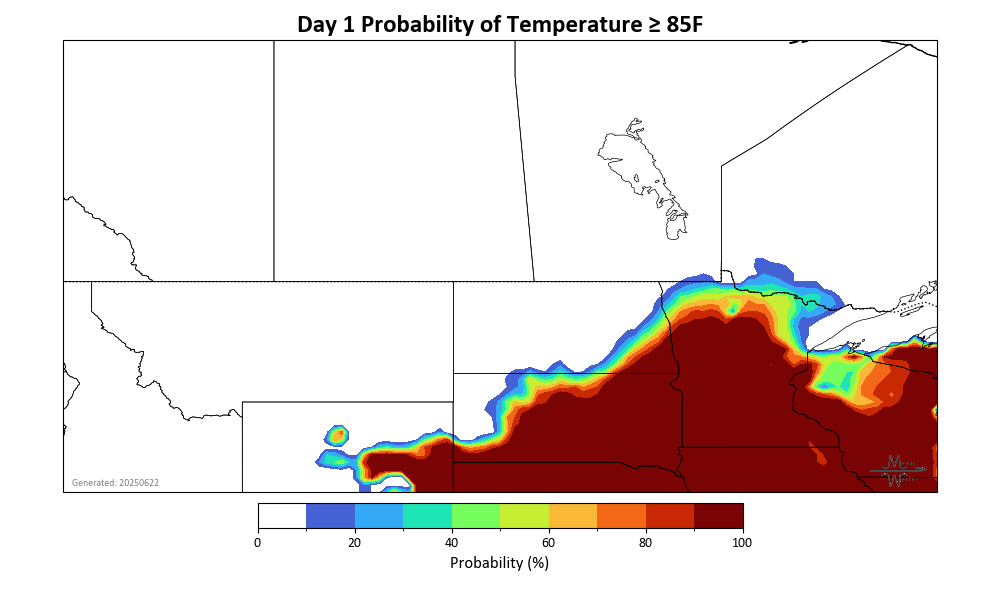 Day 1 Probability of Temperature ≥ 85F
Generated: 20250622
0 20 40 60 80 100
Probability (%)